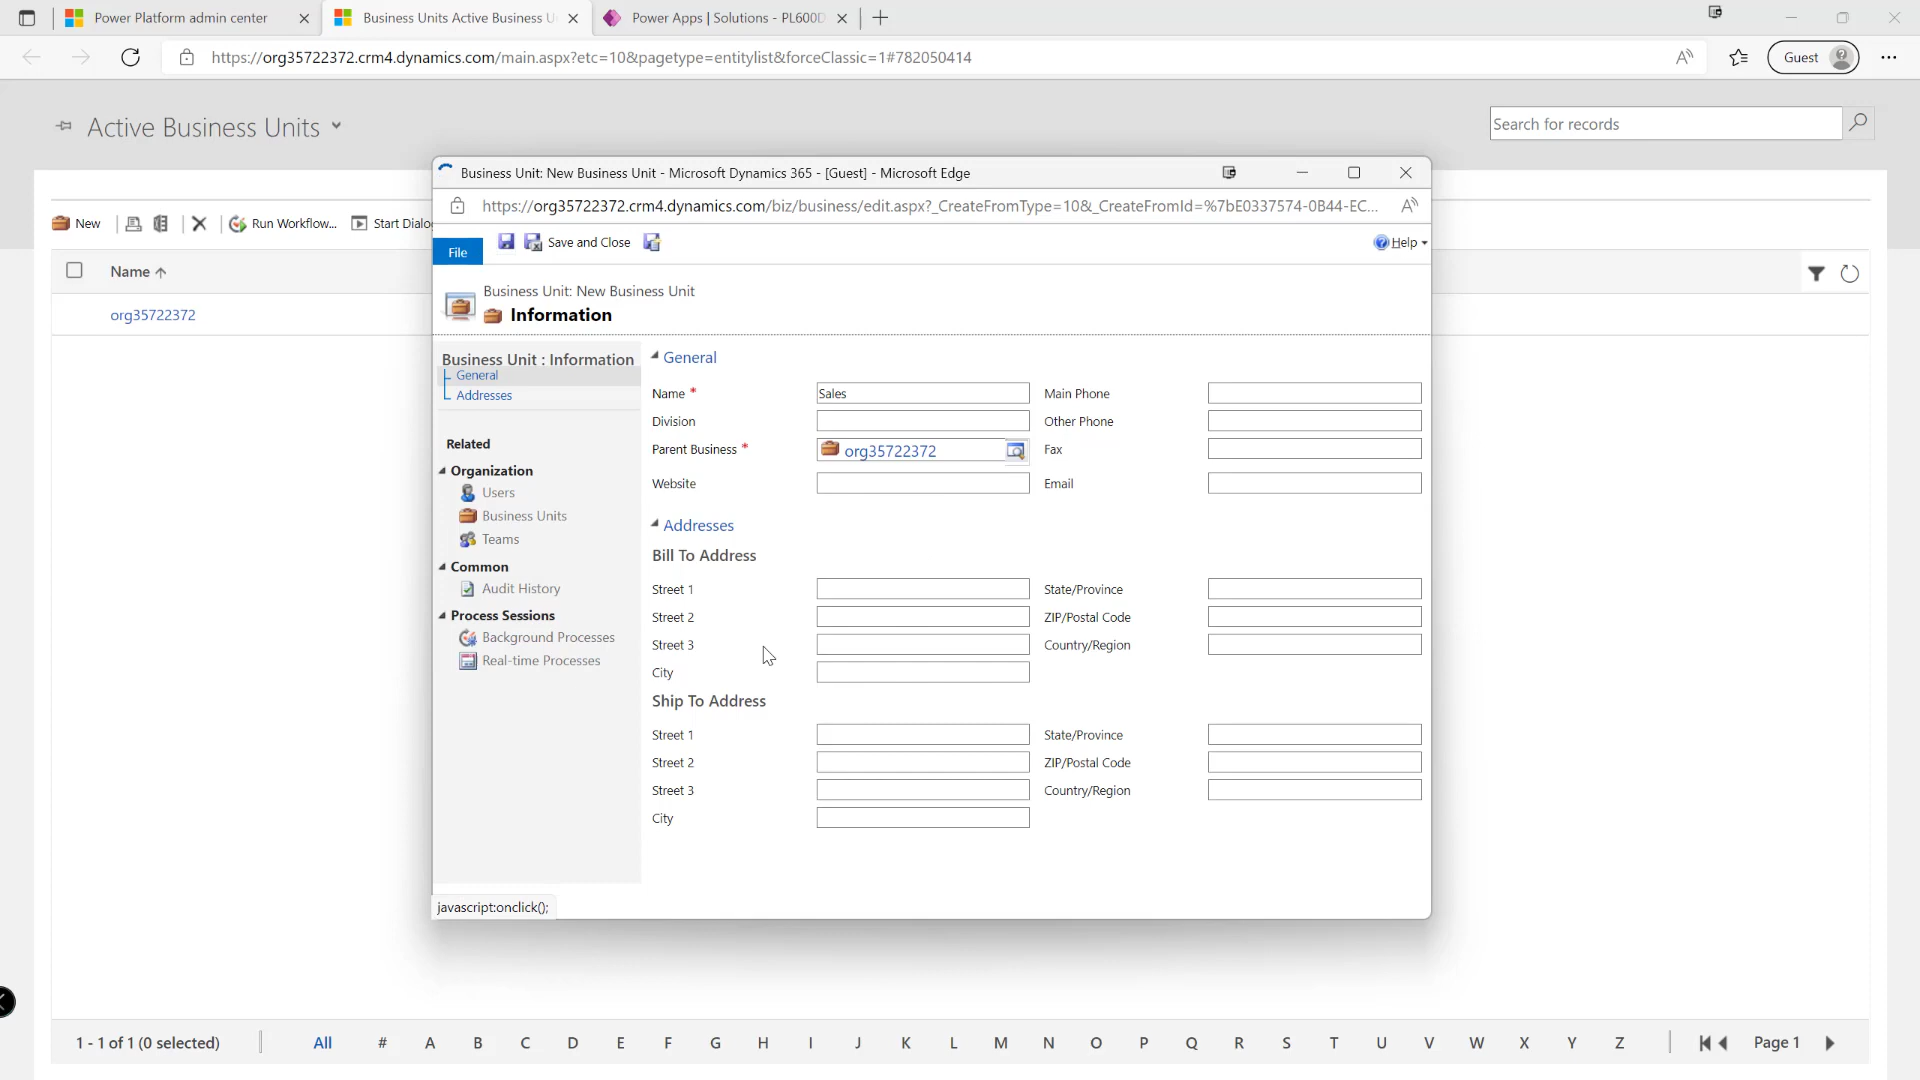 Power Platform admin center
Business Units Active Business U
Power Apps | Solutions - PL600D
https://org35722372.crm4.dynamics.com/main.aspx?etc=10&pagetype=entitylist&forceClassic=1#782050414
Guest
Active Business Units
Search for records
New
Run Workflow...
Start Dialo
Name
org35722372
Business Unit: New Business Unit - Microsoft Dynamics 365 - [Guest] - Microsoft Edge
https://org35722372.crm4.dynamics.com/biz/business/edit.aspx?_CreateFromType=10&_CreateFromId=%7bE0337574-0B44-EC...
File
Save and Close
Help
Business Unit: New Business Unit
Information
Business Unit : Information
General
Addresses
Related
Organization
Users
Business Units
Teams
Common
Audit History
Process Sessions
Background Processes
Real-time Processes
General
Name * Sales Main Phone
Division Other Phone
Parent Business * org35722372 Fax
Website Email
Addresses
Bill To Address
Street 1 State/Province
Street 2 ZIP/Postal Code
Street 3 Country/Region
City
Ship To Address
Street 1 State/Province
Street 2 ZIP/Postal Code
Street 3 Country/Region
City
javascript:onclick();
1 - 1 of 1 (0 selected) All # A B C D E F G H I J K L M N O P Q R S T U V W X Y Z Page 1